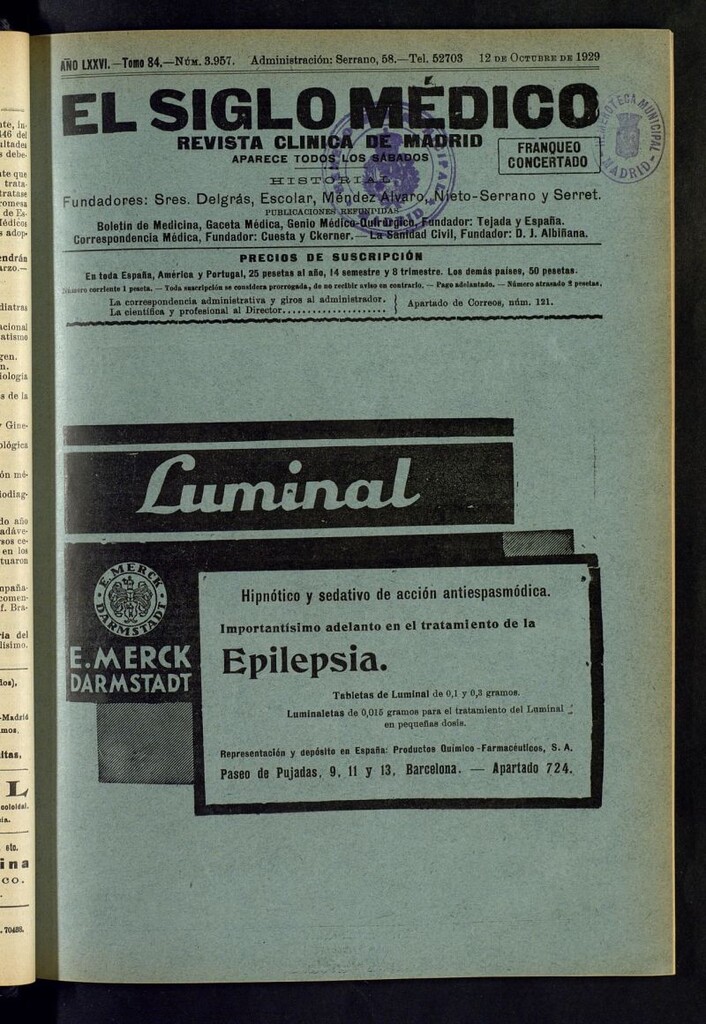 AÑO LXXVI.—Tomo 84.—NÚM. 3.957. Administración: Serrano, 58.—Tel. 52703 12 DE OCTUBRE DE 1929
EL SIGLO MÉDICO
REVISTA CLINICA DE MADRID
APARECE TODOS LOS SABADOS
FRANQUEO
CONCERTADO
HEMEROTECA MUNICIPAL
MADRID
HISTORIAL
Fundadores: Sres. Delgrás, Escolar, Méndez Alvaro, Nieto-Serrano y Serret.
PUBLICACIONES REFUNDIDAS
Boletín de Medicina, Gaceta Médica, Genio Médico-Quirúrgico, Fundador: Tejada y España.
Correspondencia Médica, Fundador: Cuesta y Ckerner.—La Sanidad Civil, Fundador: D. J. Albiñana.
PRECIOS DE SUSCRIPCIÓN
En toda España, América y Portugal, 25 pesetas al año, 14 semestre y 8 trimestre. Los demás países, 50 pesetas.
Número corriente 1 peseta. — Toda suscripción se considera prorrogada, de no recibir aviso en contrario. — Pago adelantado. — Número atrasado 2 pesetas.
La correspondencia administrativa y giros al administrador.
La científica y profesional al Director....................
Apartado de Correos, núm. 121.
Luminal
E. MERCK
DARMSTADT
E. MERCK
DARMSTADT
Hipnótico y sedativo de acción antiespasmódica.
Importantísimo adelanto en el tratamiento de la
Epilepsia.
Tabletas de Luminal de 0,1 y 0,3 gramos.
Luminaletas de 0,015 gramos para el tratamiento del Luminal
en pequeñas dosis.
Representación y depósito en España: Productos Químico-Farmacéuticos, S. A.
Paseo de Pujadas, 9, 11 y 13, Barcelona. — Apartado 724.